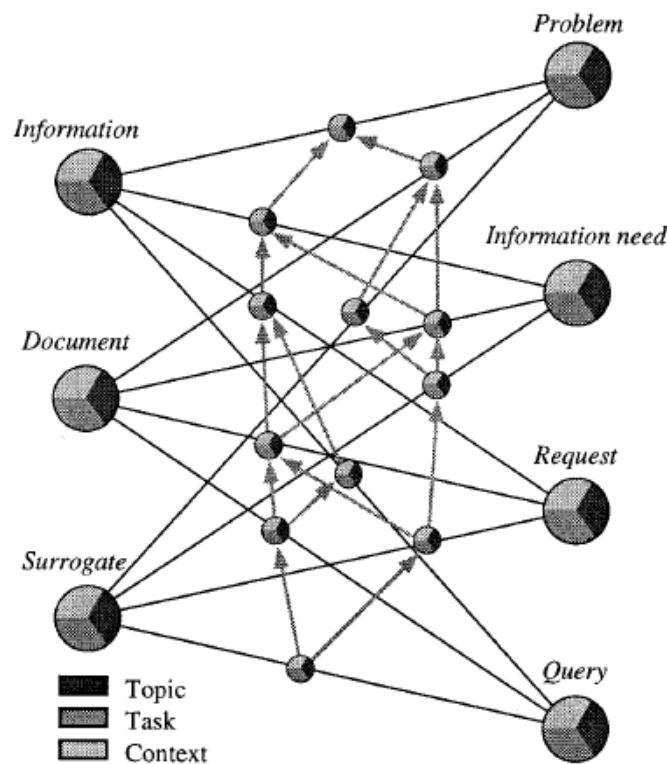 Problem
Information
Information need
Document
Request
Surrogate
Query
Topic
Task
Context